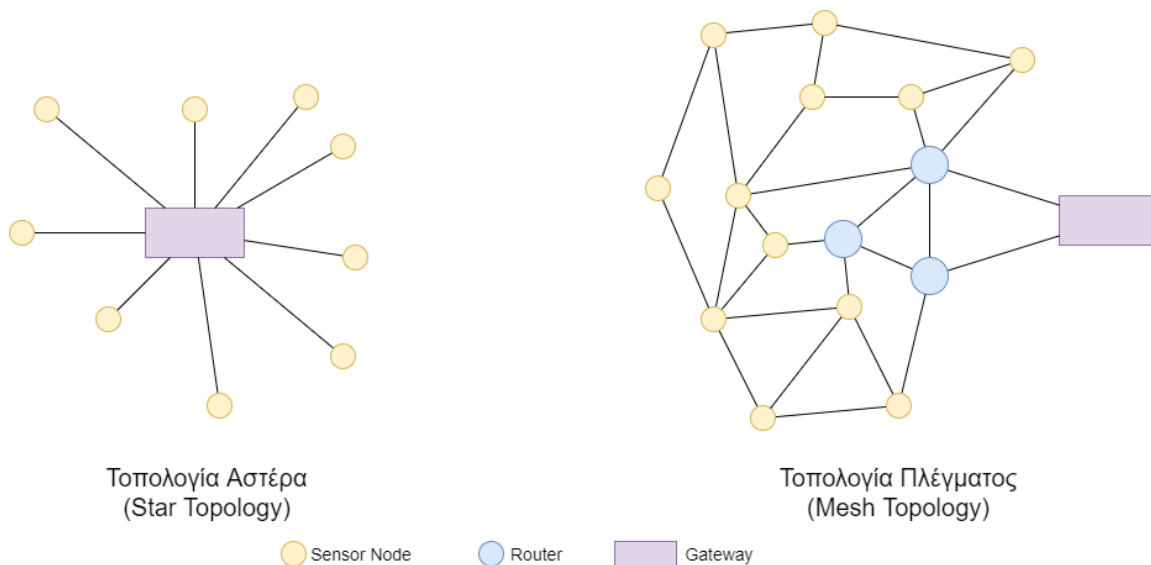 Τοπολογία Αστέρα
(Star Topology)
Τοπολογία Πλέγματος
(Mesh Topology)
Sensor Node
Router
Gateway